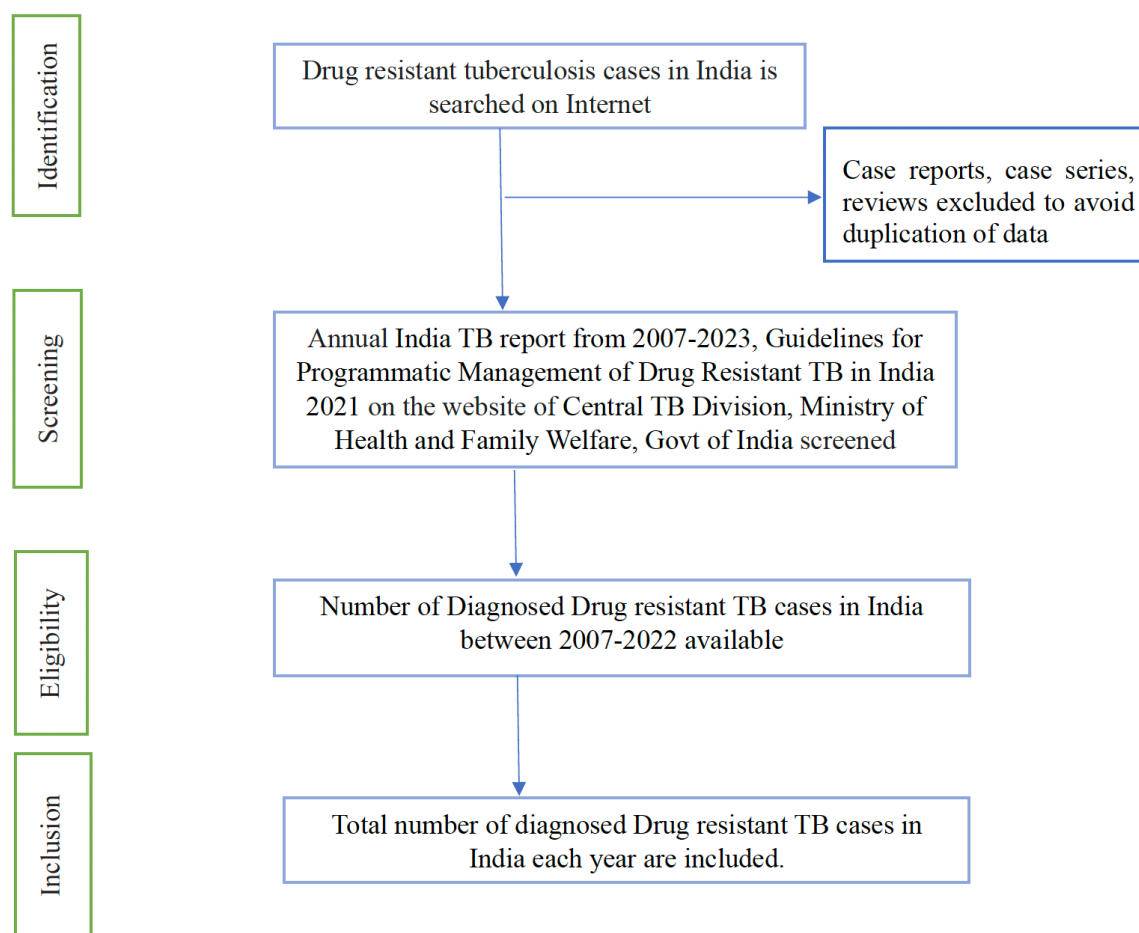 Identification
Drug resistant tuberculosis cases in India is
searched on Internet
Case reports, case series,
reviews excluded to avoid
duplication of data
Screening
Annual India TB report from 2007-2023, Guidelines for
Programmatic Management of Drug Resistant TB in India
2021 on the website of Central TB Division, Ministry of
Health and Family Welfare, Govt of India screened
Eligibility
Number of Diagnosed Drug resistant TB cases in India
between 2007-2022 available
Inclusion
Total number of diagnosed Drug resistant TB cases in
India each year are included.